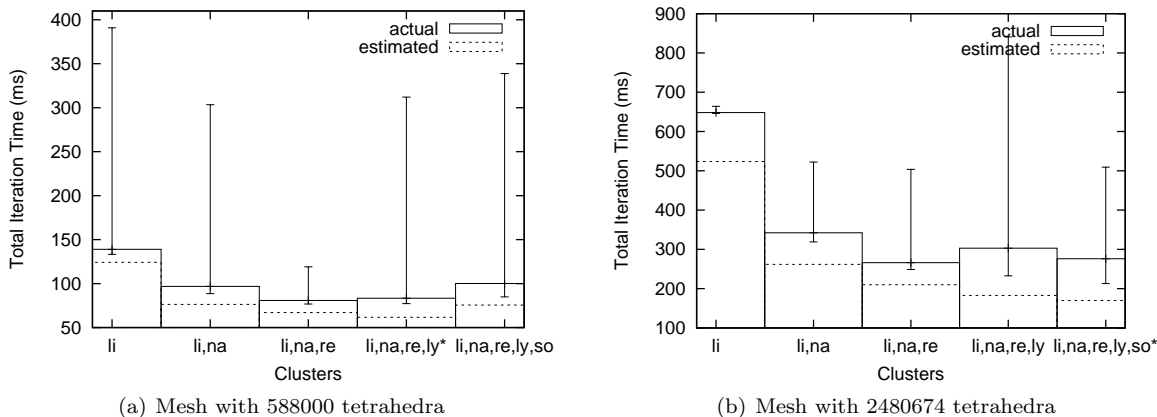 400
350
300
250
200
150
100
50
Total Iteration Time (ms)
actual
estimated
li
li,na
li,na,re
li,na,re,ly*
li,na,re,ly,so
Clusters
(a) Mesh with 588000 tetrahedra
900
800
700
600
500
400
300
200
100
Total Iteration Time (ms)
actual
estimated
li
li,na
li,na,re
li,na,re,ly
li,na,re,ly,so*
Clusters
(b) Mesh with 2480674 tetrahedra